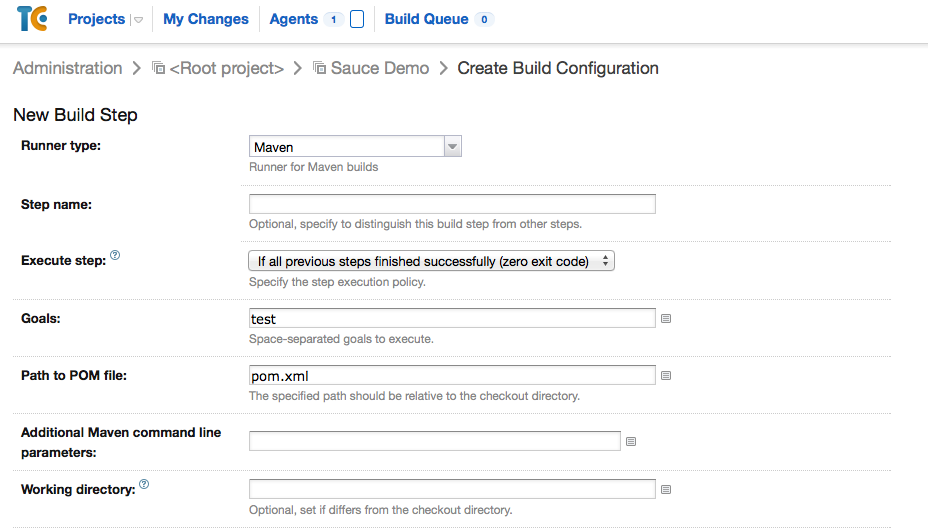 TC Projects My Changes Agents 1 Build Queue 0
Administration > <Root project> > Sauce Demo > Create Build Configuration
New Build Step
Runner type: Maven
Runner for Maven builds
Step name:
Optional, specify to distinguish this build step from other steps.
Execute step: ? If all previous steps finished successfully (zero exit code)
Specify the step execution policy.
Goals: test
Space-separated goals to execute.
Path to POM file: pom.xml
The specified path should be relative to the checkout directory.
Additional Maven command line
parameters:
Working directory: ?
Optional, set if differs from the checkout directory.